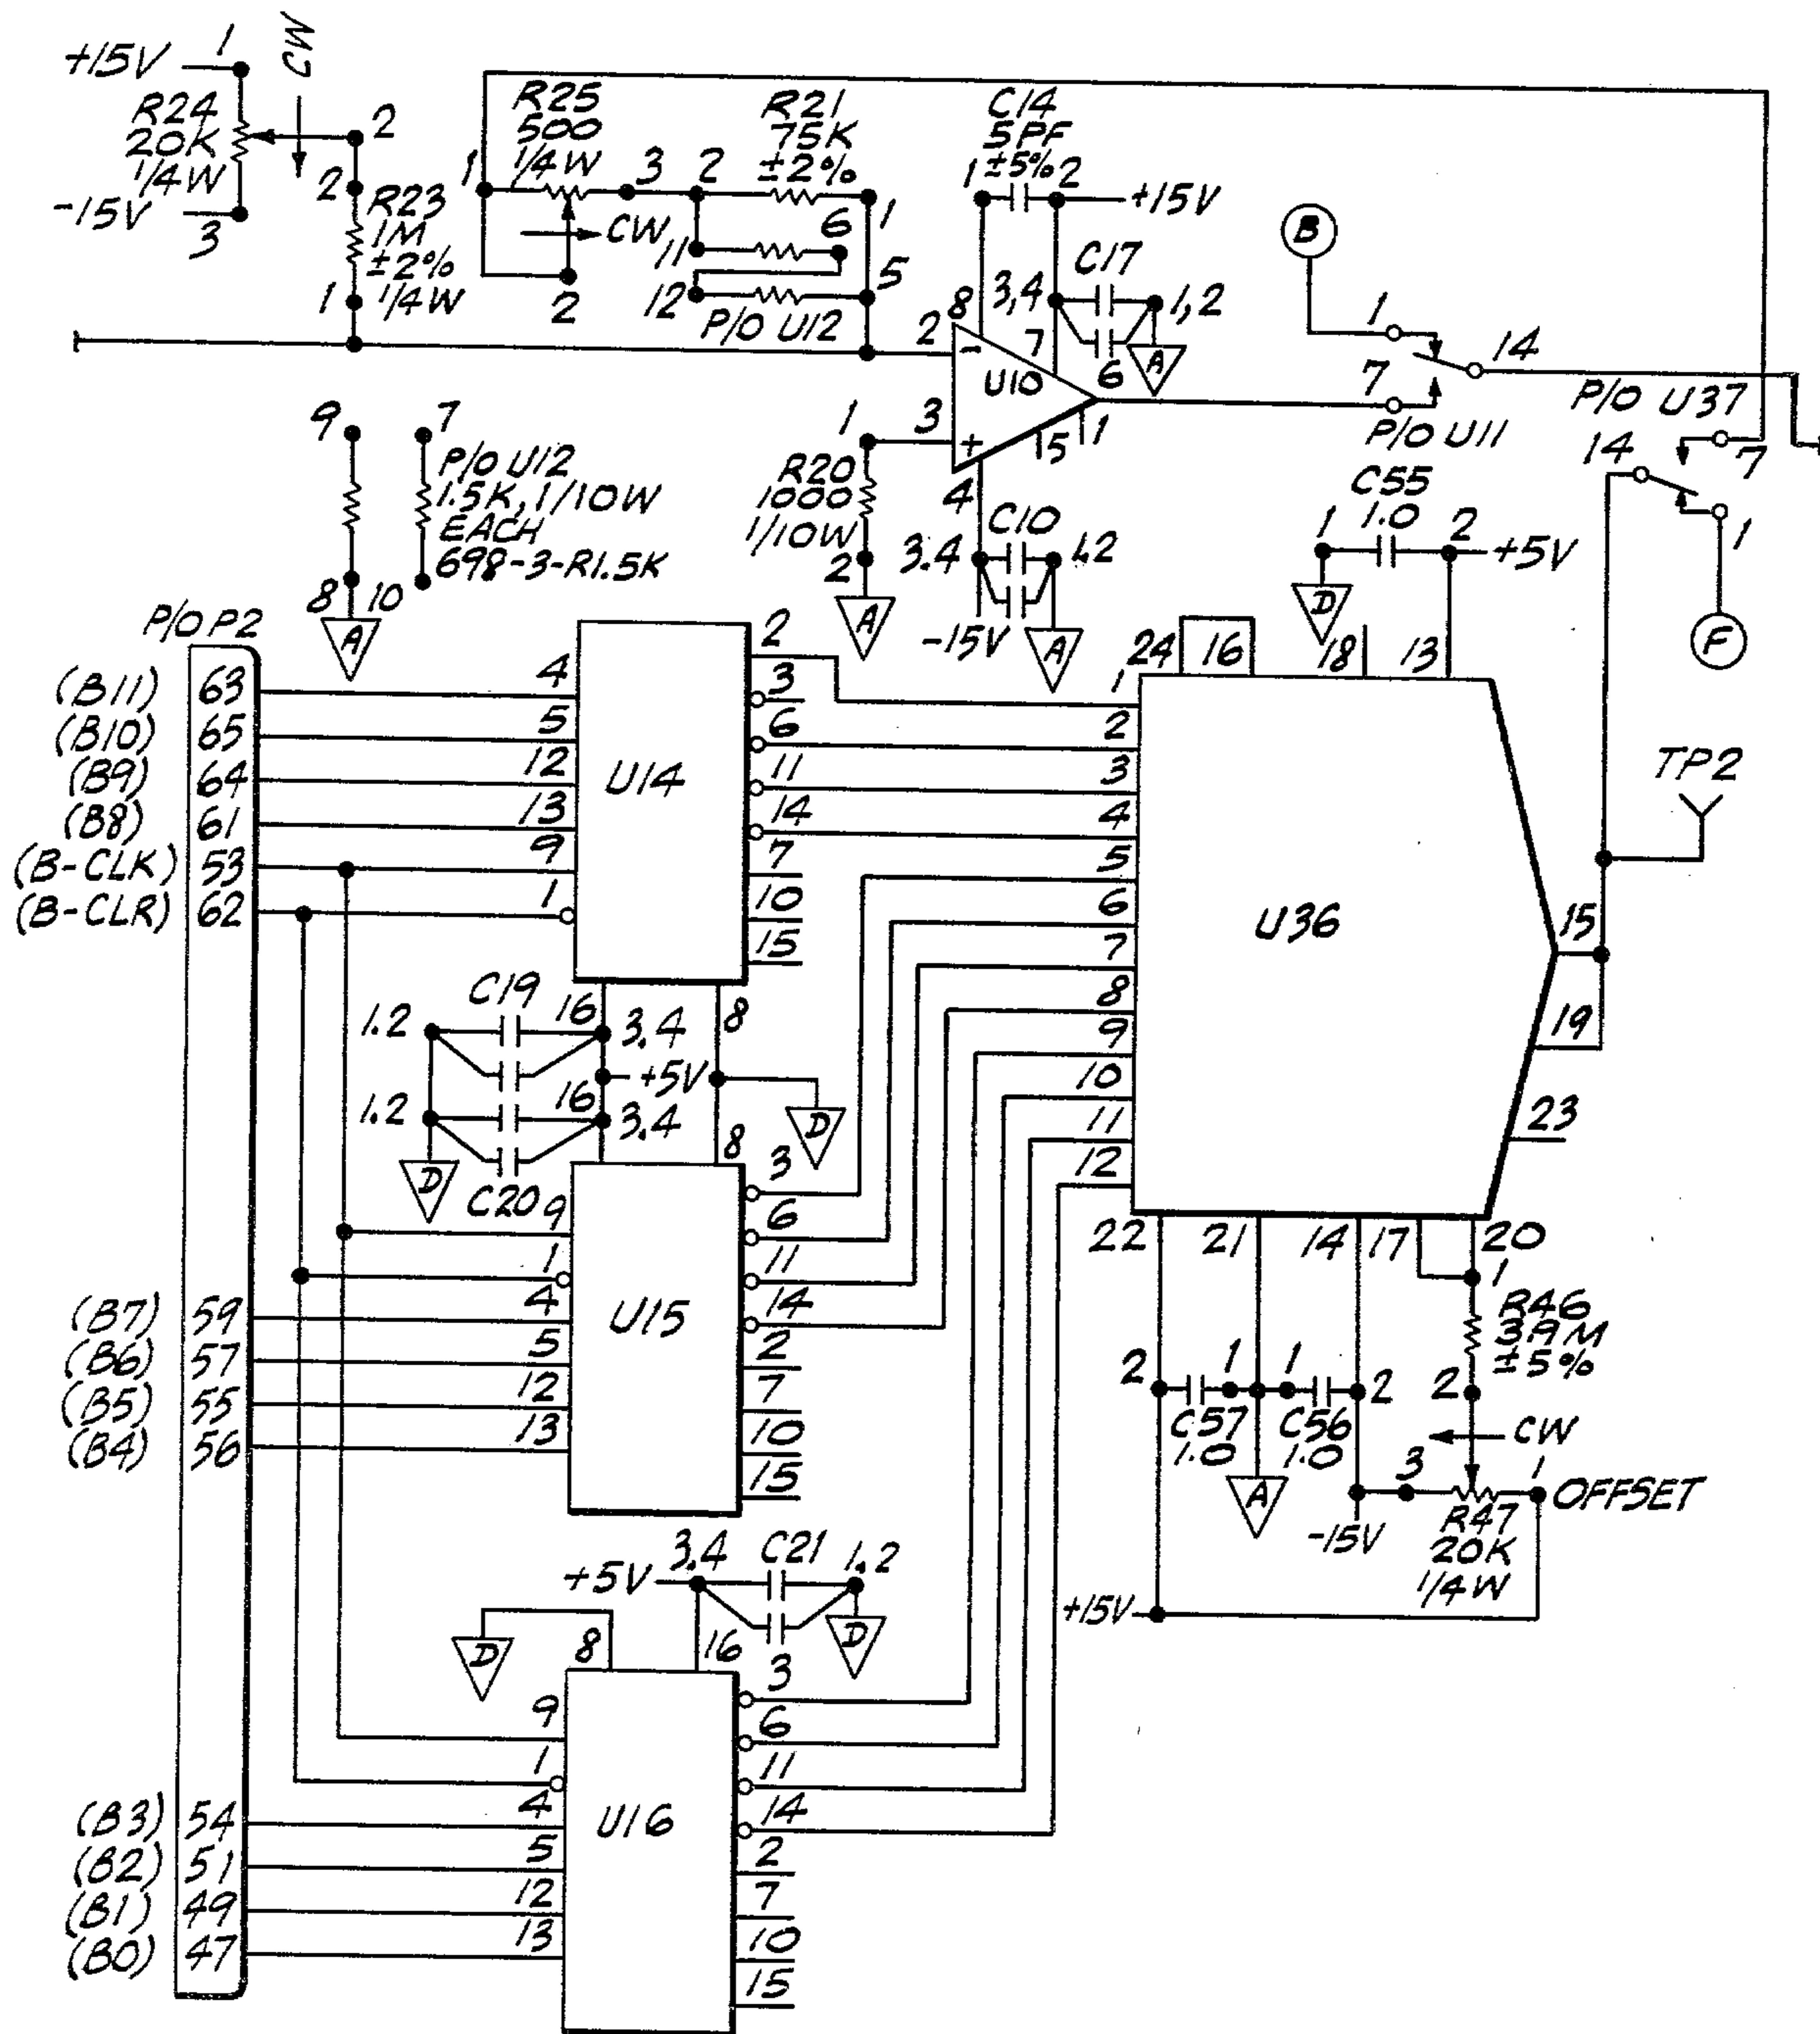 +15V 1 CW
R24
20K
1/4W
-15V 3
2
2
R23
1M
±2%
1/4W
1
R25
500
1/4W
1 3 2
CW
2
R21
75K
±2%
1
6
11
5
12
P/O U12
C14
5PF
±5%
1 2
+15V
C17
3,4 1,2
8
2 - 7
U10
6
A
3 +
1
5 1
4
R20
1000
1/10W
2
A
C10
3.4 1,2
-15V
A
B
1
14
7
P/O U11
P/O U37
14
7
1
F
C55
1.0
1 2
+5V
D
9 7
P/O U12
1.5K, 1/10W
EACH
698-3-R1.5K
8 10
A
P/O P2
(B11) 63 4
(B10) 65 5
(B9) 64 12
(B8) 61 13
(B-CLK) 53 9
(B-CLR) 62 1
U14
2
3
6
11
14
7
10
15
C19
1.2 16 3.4 8
+5V
1.2 16 3.4
8
D
D
C20
9
1
4
(B7) 59 5
(B6) 57 12
(B5) 55 13
(B4) 56
U15
3
6
11
14
2
7
10
15
+5V 3.4 C21 1.2
D
8 16
D
9
1
4
(B3) 54 5
(B2) 51 12
(B1) 49 13
(B0) 47
U16
3
6
11
14
2
7
10
15
24 16 18 13
1
2
3
4
5
6
7
8
9
10
11
12
U36
TP2
15
19
23
22 21 14 17 20
1
R46
3.9M
±5%
2
2 1 1 2
C57
1.0
C56
1.0
A
CW
3 1
OFFSET
-15V
R47
20K
1/4W
+15V